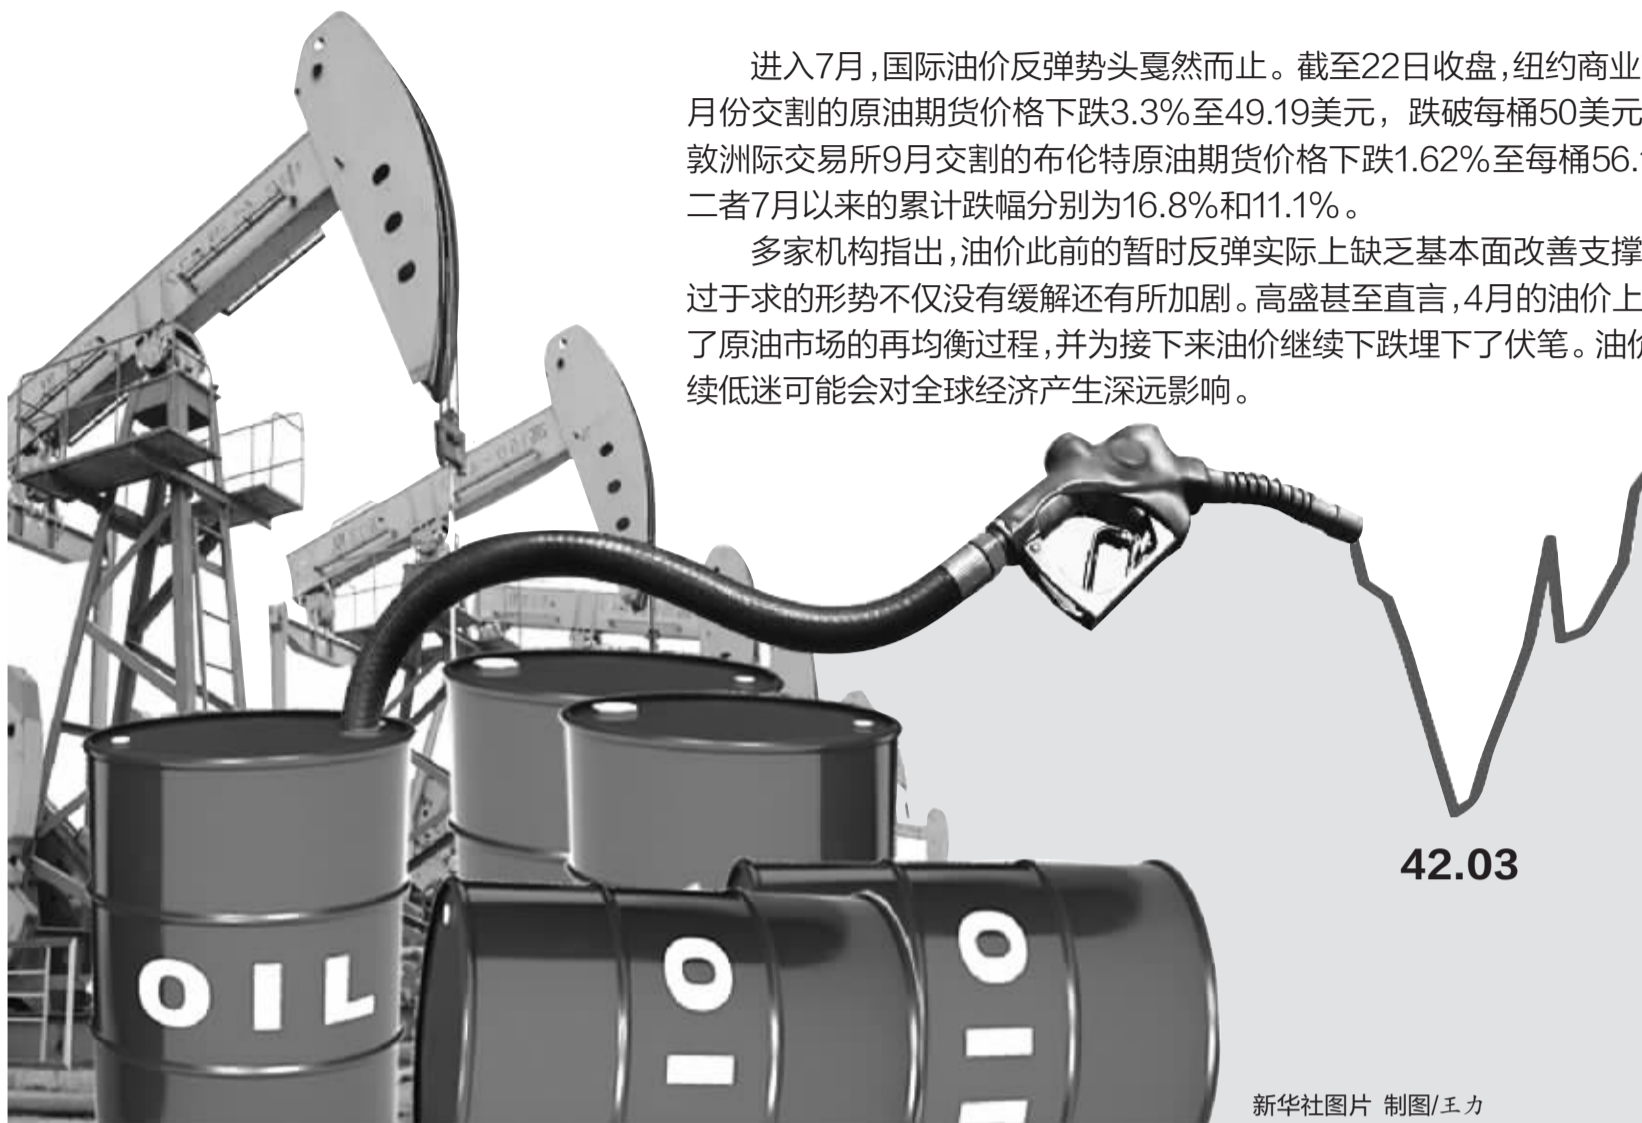 进入7月，国际油价反弹势头戛然而止。截至22日收盘，纽约商业
月份交割的原油期货价格下跌3.3%至49.19美元，跌破每桶50美元
敦洲际交易所9月交割的布伦特原油期货价格下跌1.62%至每桶56.
二者7月以来的累计跌幅分别为16.8%和11.1%。
多家机构指出，油价此前的暂时反弹实际上缺乏基本面改善支撑
过于求的形势不仅没有缓解还有所加剧。高盛甚至直言，4月的油价上
了原油市场的再均衡过程，并为接下来油价继续下跌埋下了伏笔。油价
续低迷可能会对全球经济产生深远影响。
42.03
OIL
O
I
O
I
新华社图片 制图/王力